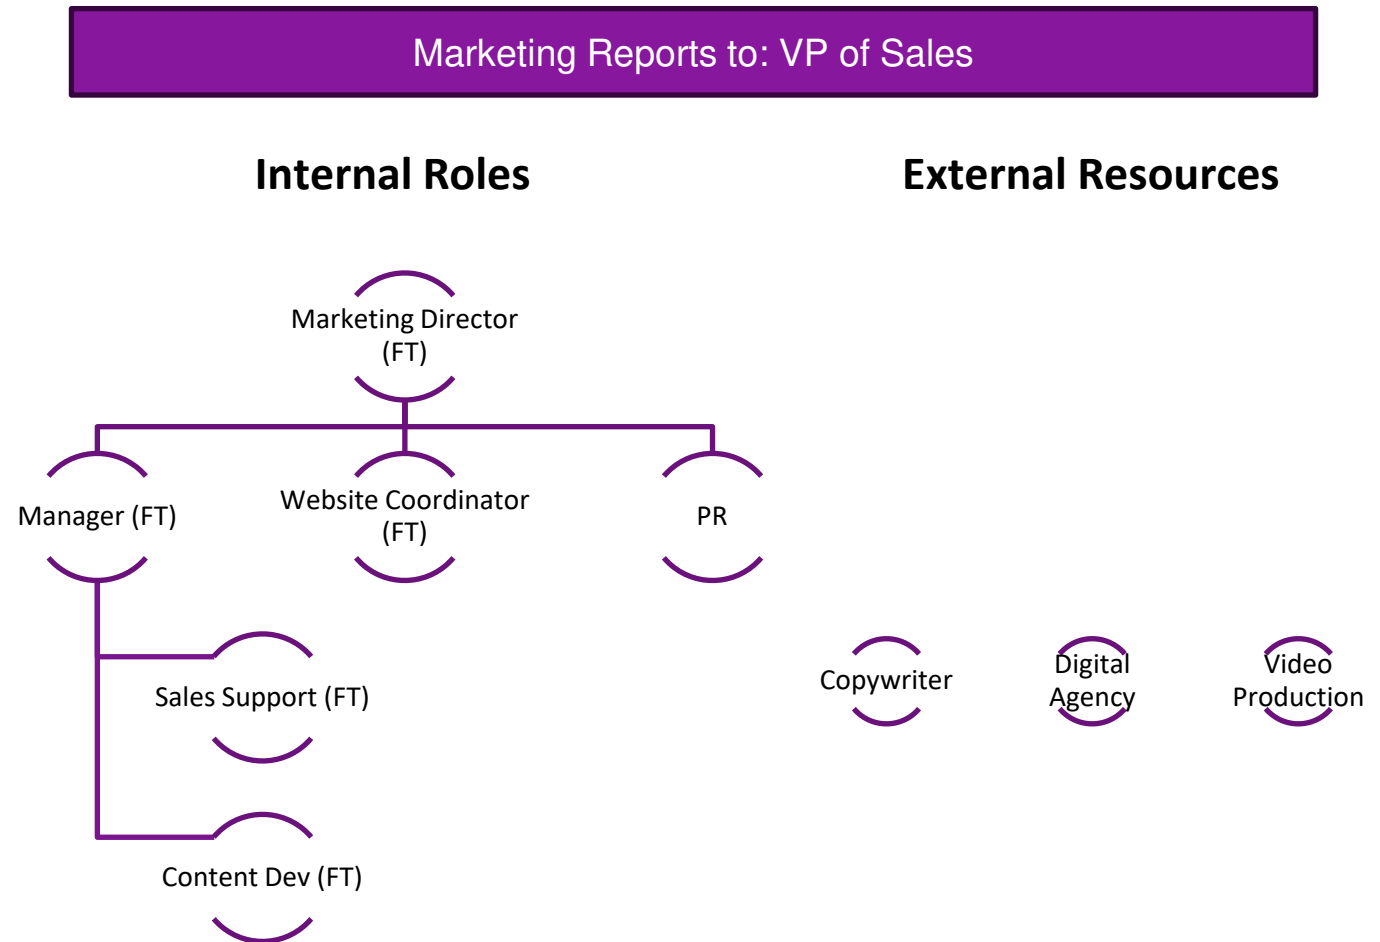 Marketing Reports to: VP of Sales
Internal Roles
External Resources
Marketing Director
(FT)
Manager (FT)
Website Coordinator
(FT)
PR
Sales Support (FT)
Content Dev (FT)
Copywriter
Digital
Agency
Video
Production